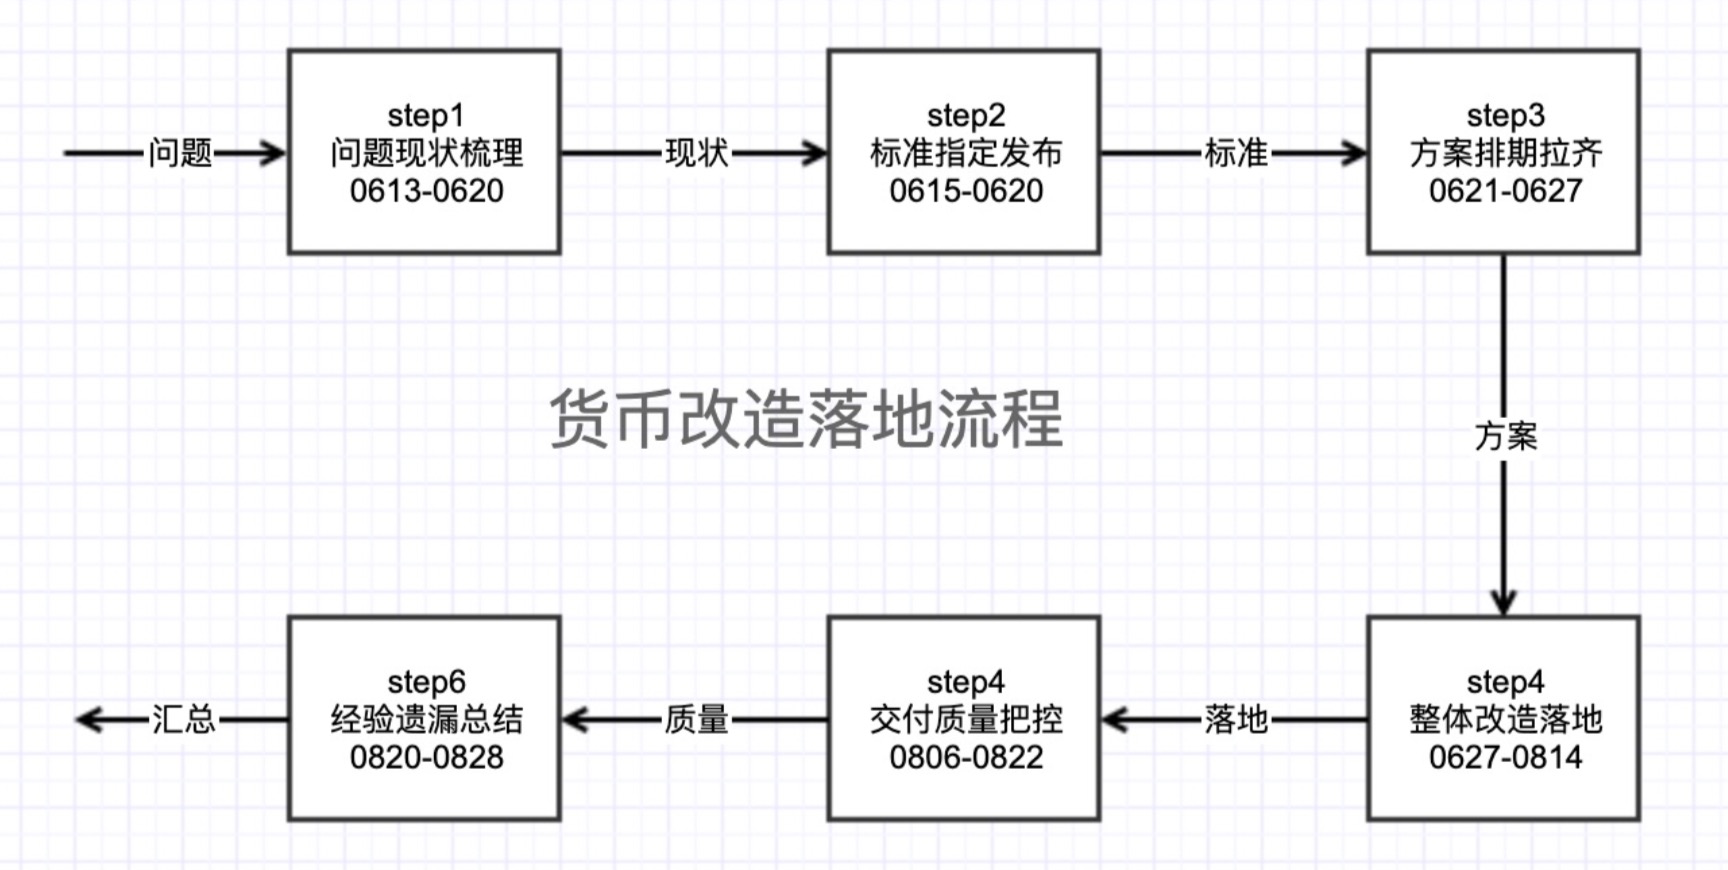 问题
step1
问题现状梳理
0613-0620
现状
step2
标准指定发布
0615-0620
标准
step3
方案排期拉齐
0621-0627
货币改造落地流程
方案
step4
整体改造落地
0627-0814
落地
step4
交付质量把控
0806-0822
质量
step6
经验遗漏总结
0820-0828
汇总